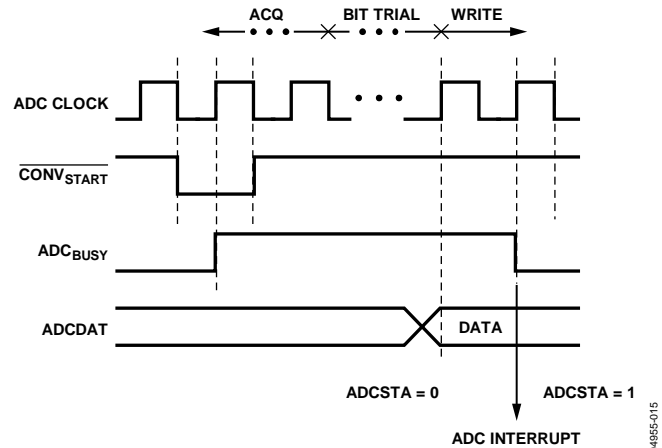 ACQ BIT TRIAL WRITE
ADC CLOCK
CONVSTART
ADCBUSY
ADCDAT
DATA
ADCSTA = 0 ADCSTA = 1
ADC INTERRUPT
04955-015